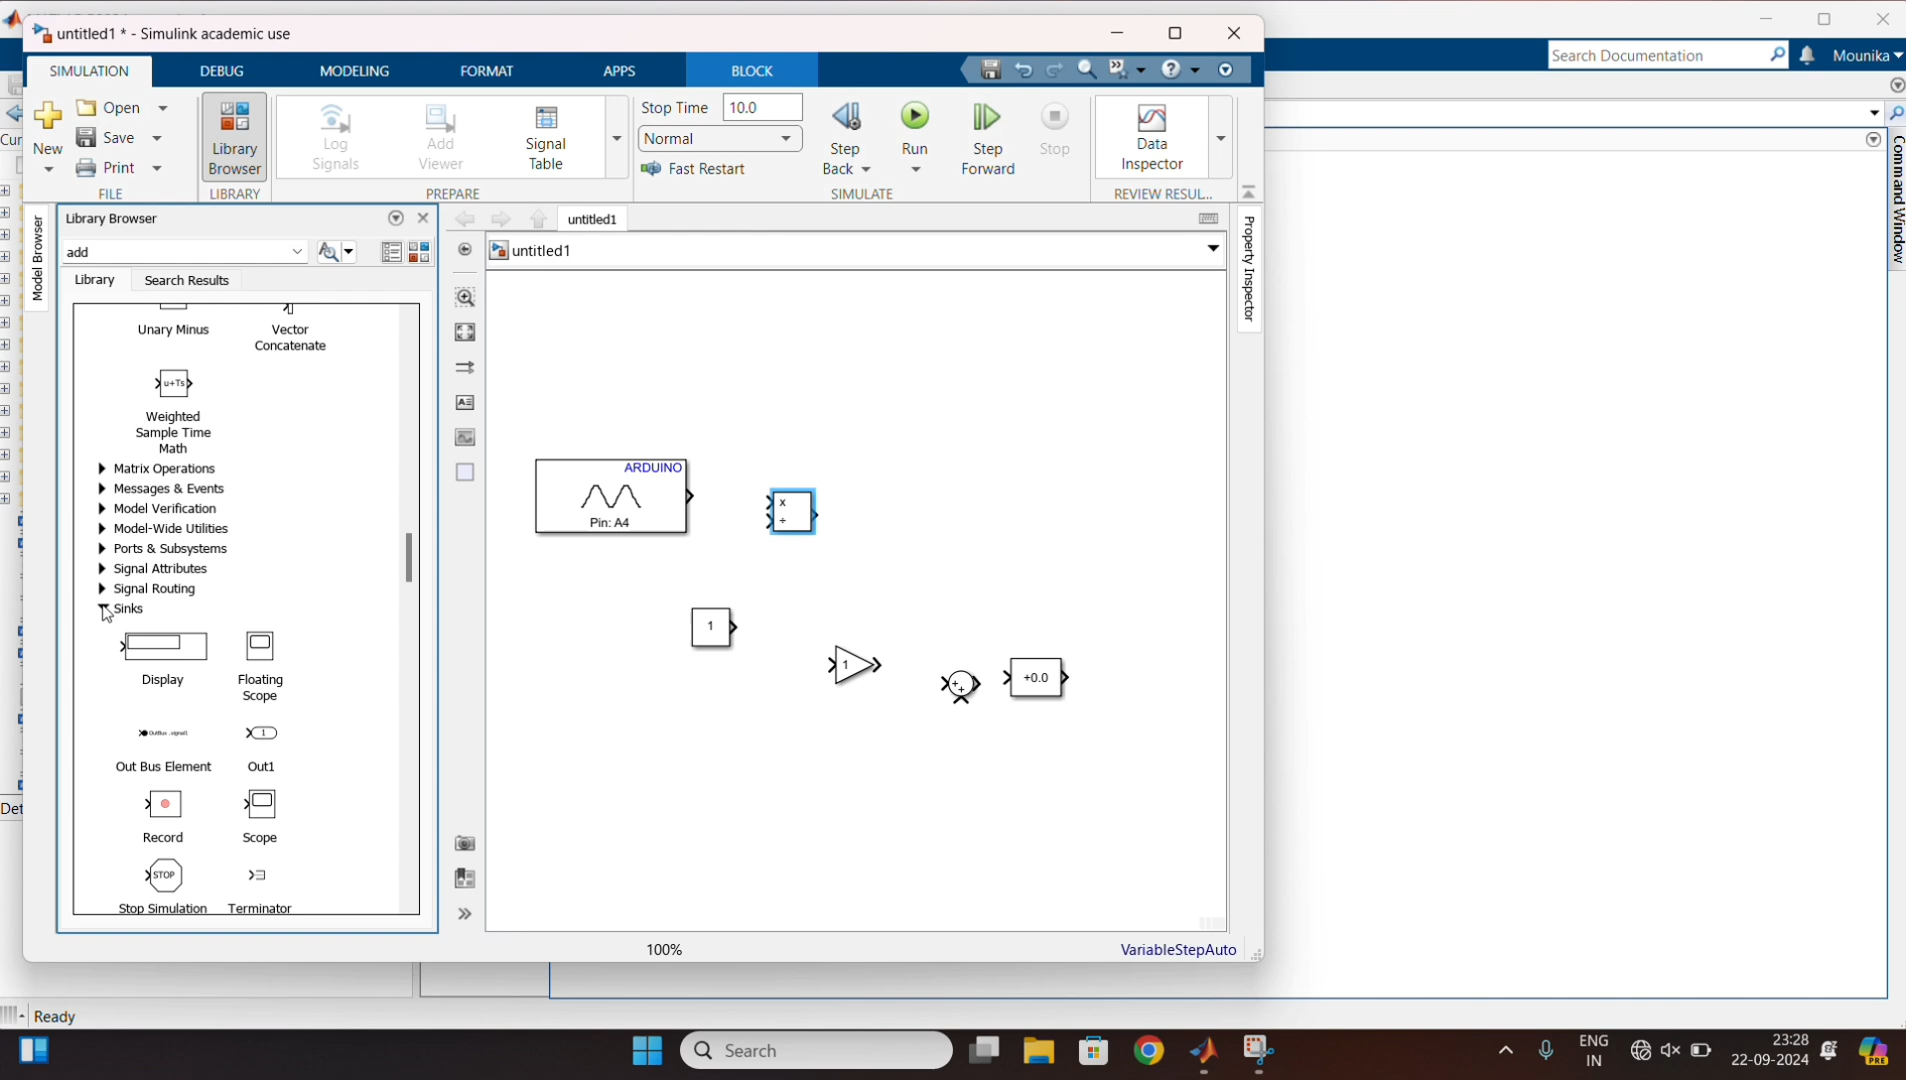 untitled1 * - Simulink academic use
SIMULATION DEBUG MODELING FORMAT APPS BLOCK
Search Documentation Mounika
New
Open
Save
Print
FILE
Library
Browser
LIBRARY
Log
Signals
Add
Viewer
Signal
Table
PREPARE
Stop Time 10.0
Normal
Fast Restart
Step
Back
Run
Step
Forward
Stop
SIMULATE
Data
Inspector
REVIEW RESUL...
Command Window
Cur
Det
Model Browser
Library Browser
add
Library Search Results
Unary Minus
Vector
Concatenate
u+Ts
Weighted
Sample Time
Math
Matrix Operations
Messages & Events
Model Verification
Model-Wide Utilities
Ports & Subsystems
Signal Attributes
Signal Routing
Sinks
Display
Floating
Scope
Out Bus Element
1
Out1
Record
Scope
STOP
Stop Simulation
Terminator
untitled1
untitled1
Property Inspector
ARDUINO
Pin: A4
x
÷
1
1
+
+
+0.0
100%
VariableStepAuto
Ready
Search
ENG
IN
23:28
22-09-2024
PRE